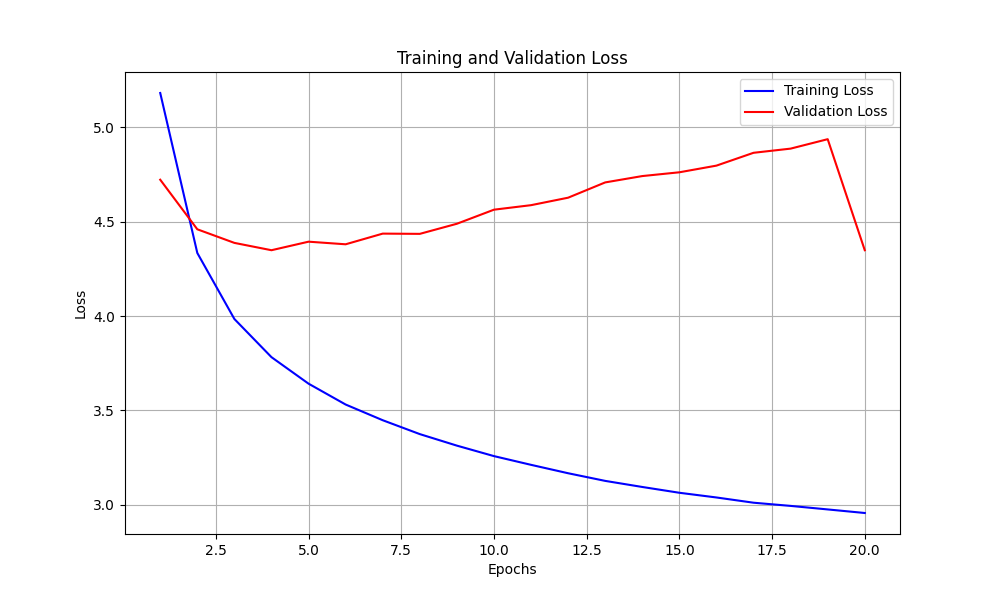 Training and Validation Loss
Training Loss
Validation Loss
5.0
4.5
4.0
3.5
3.0
Loss
2.5
5.0
7.5
10.0
12.5
15.0
17.5
20.0
Epochs